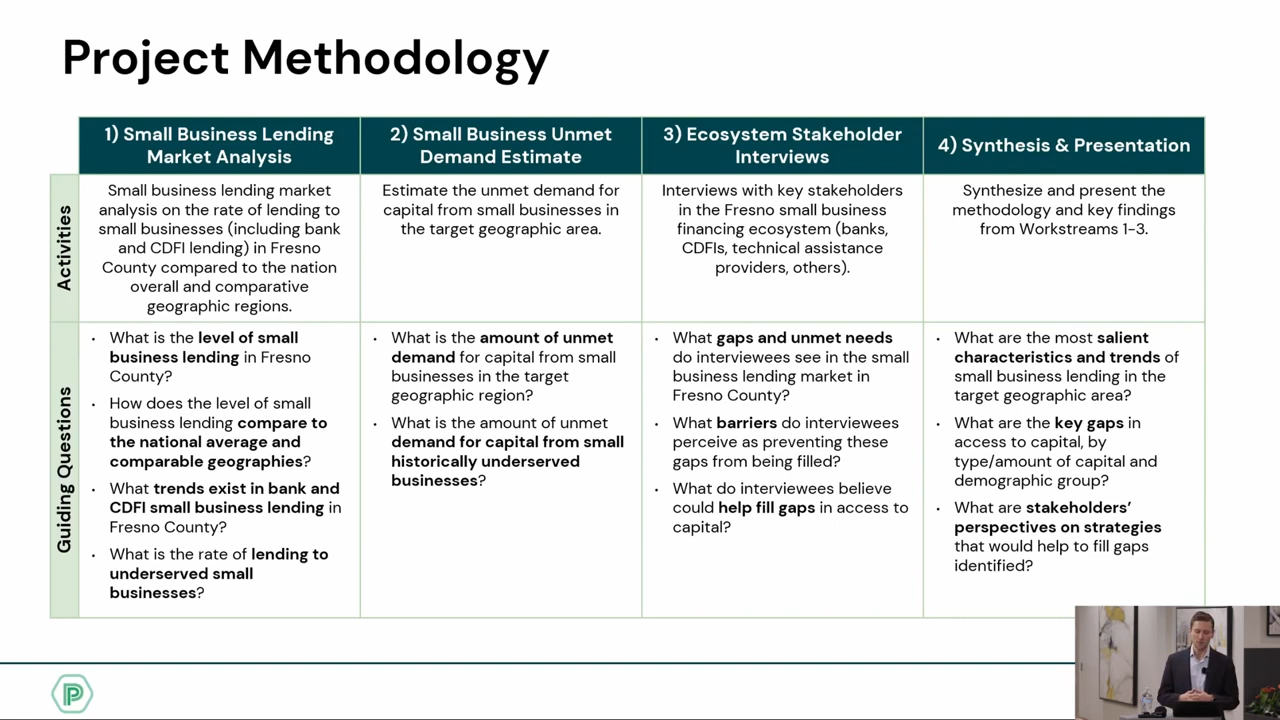 Project Methodology
1) Small Business Lending
Market Analysis
2) Small Business Unmet
Demand Estimate
3) Ecosystem Stakeholder
Interviews
4) Synthesis & Presentation
Activities
Small business lending market
analysis on the rate of lending to
small businesses (including bank
and CDFI lending) in Fresno
County compared to the nation
overall and comparative
geographic regions.
Estimate the unmet demand for
capital from small businesses in
the target geographic area.
Interviews with key stakeholders
in the Fresno small business
financing ecosystem (banks,
CDFIs, technical assistance
providers, others).
Synthesize and present the
methodology and key findings
from Workstreams 1-3.
Guiding Questions
• What is the level of small
business lending in Fresno
County?
• How does the level of small
business lending compare to
the national average and
comparable geographies?
• What trends exist in bank and
CDFI small business lending in
Fresno County?
• What is the rate of lending to
underserved small
businesses?
• What is the amount of unmet
demand for capital from small
businesses in the target
geographic region?
• What is the amount of unmet
demand for capital from small
historically underserved
businesses?
• What gaps and unmet needs
do interviewees see in the small
business lending market in
Fresno County?
• What barriers do interviewees
perceive as preventing these
gaps from being filled?
• What do interviewees believe
could help fill gaps in access to
capital?
• What are the most salient
characteristics and trends of
small business lending in the
target geographic area?
• What are the key gaps in
access to capital, by
type/amount of capital and
demographic group?
• What are stakeholders’
perspectives on strategies
that would help to fill gaps
identified?
P